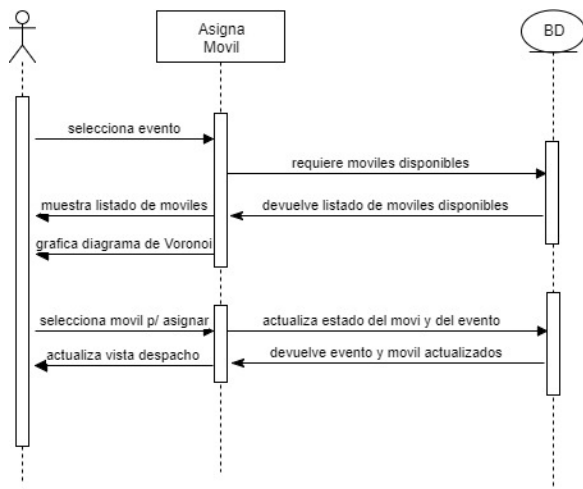 Asigna
Movil
BD
selecciona evento
requiere moviles disponibles
muestra listado de moviles
devuelve listado de moviles disponibles
grafica diagrama de Voronoi
selecciona movil p/ asignar
actualiza estado del movi y del evento
actualiza vista despacho
devuelve evento y movil actualizados